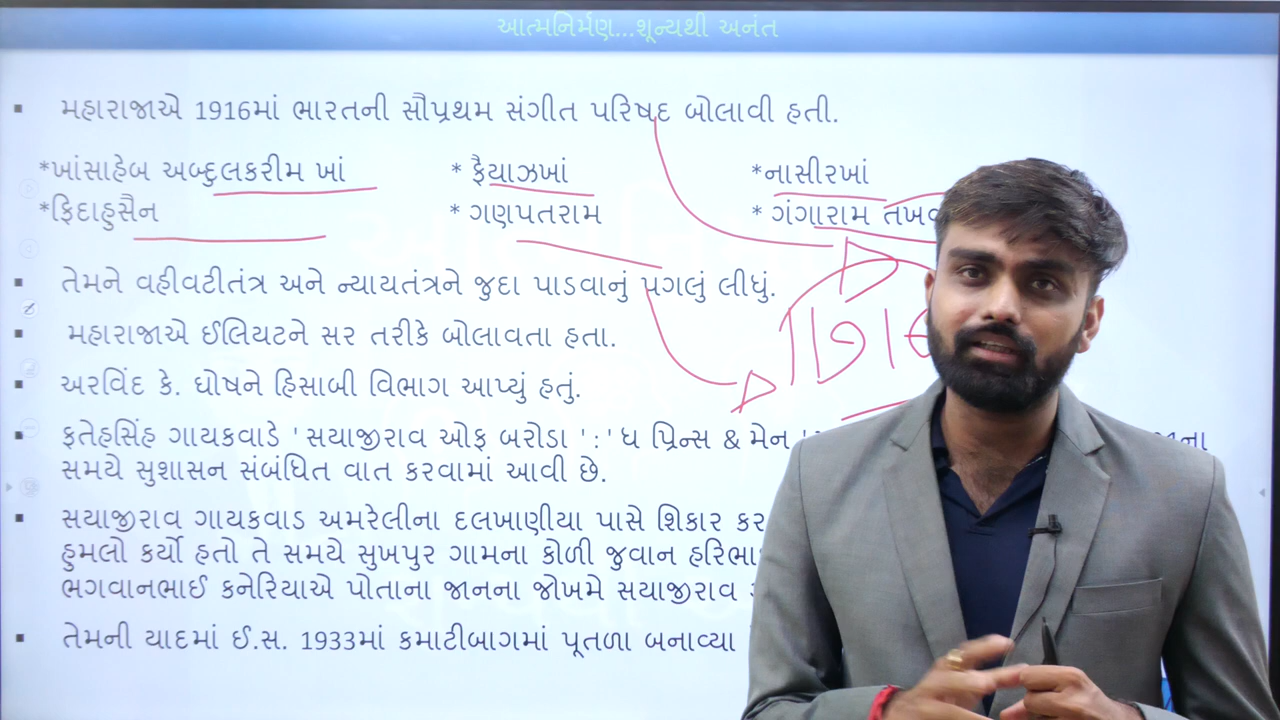 આત્મનિર્માણ...શૂન્યથી અનંત
મહારાજાએ 1916માં ભારતની સૌપ્રથમ સંગીત પરિષદ બોલાવી હતી.
*ખાંસાહેબ અબ્દુલકરીમ ખાં * ફૈયાઝખાં *નાસીરખાં
*ફિદાહુસૈન * ગણપતરામ * ગંગારામ
તેમને વહીવટીતંત્ર અને ન્યાયતંત્રને જુદા પાડવાનું પગલું લીધું.
મહારાજાએ ઈલિયટને સર તરીકે બોલાવતા હતા.
અરવિંદ કે. ઘોષને હિસાબી વિભાગ આપ્યું હતું.
ફતેહસિંહ ગાયકવાડે ' સયાજીરાવ ઓફ બરોડા ':' ધ પ્રિન્સ & મેન '
સમયે સુશાસન સંબંધિત વાત કરવામાં આવી છે.
સયાજીરાવ ગાયકવાડ અમરેલીના દલખાણીયા પાસે શિકાર
હુમલો કર્યો હતો તે સમયે સુખપુર ગામના કોળી જુવાન
ભગવાનભાઈ કનેરિયાએ પોતાના જાનના જોખમે સયાજીરાવ
તેમની યાદમાં ઈ.સ. 1933માં કમાટીબાગમાં પૂતળા બનાવ્યા